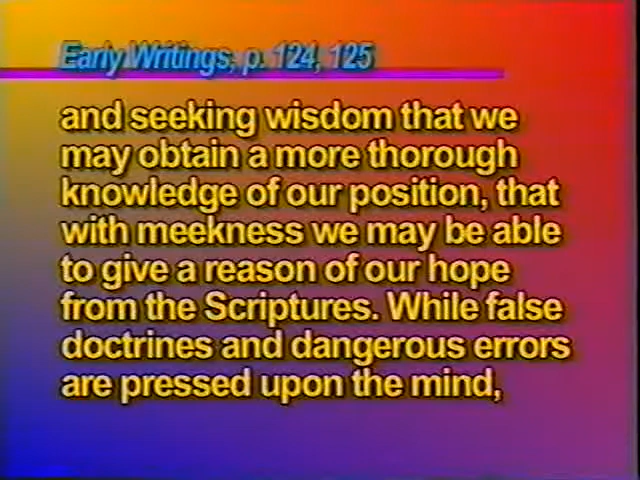 Early Writings, p. 124, 125
and seeking wisdom that we
may obtain a more thorough
knowledge of our position, that
with meekness we may be able
to give a reason of our hope
from the Scriptures. While false
doctrines and dangerous errors
are pressed upon the mind,